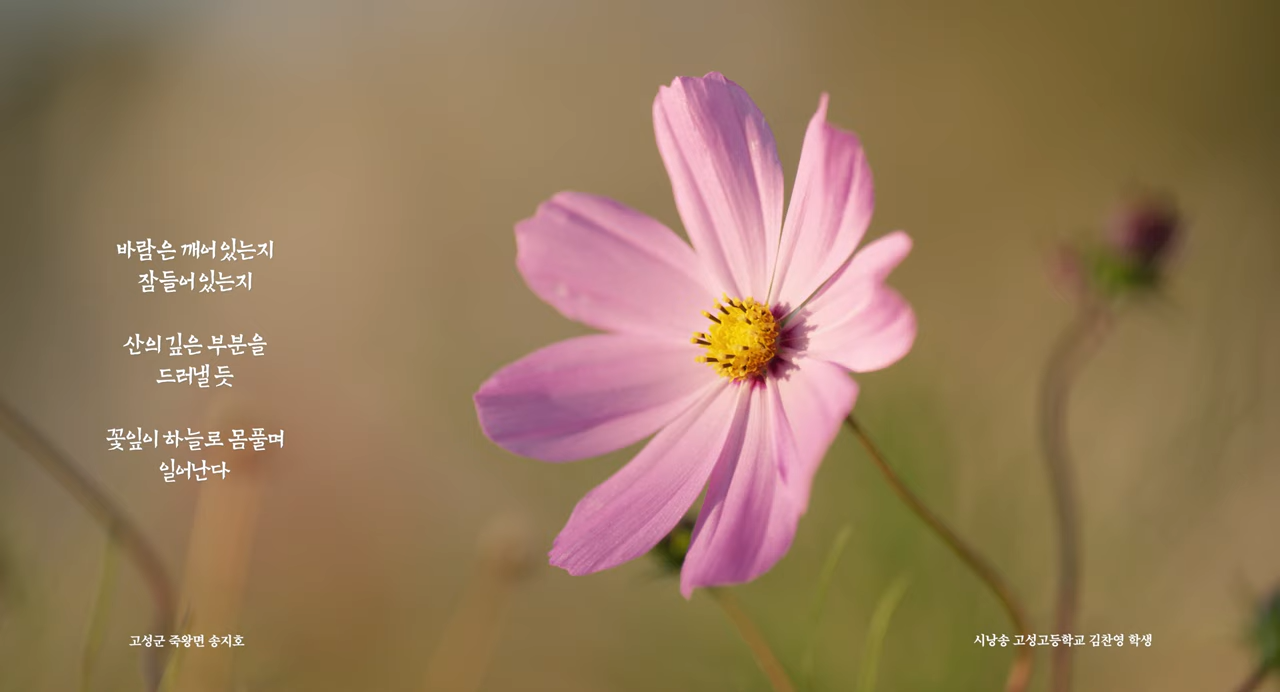 바람은 깨어 있는지
잠들어 있는지
산의 깊은 부분을
드러낼 듯
꽃잎이 하늘로 몸풀며
일어난다
고성군 죽왕면 송지호
시낭송 고성고등학교 김찬영 학생